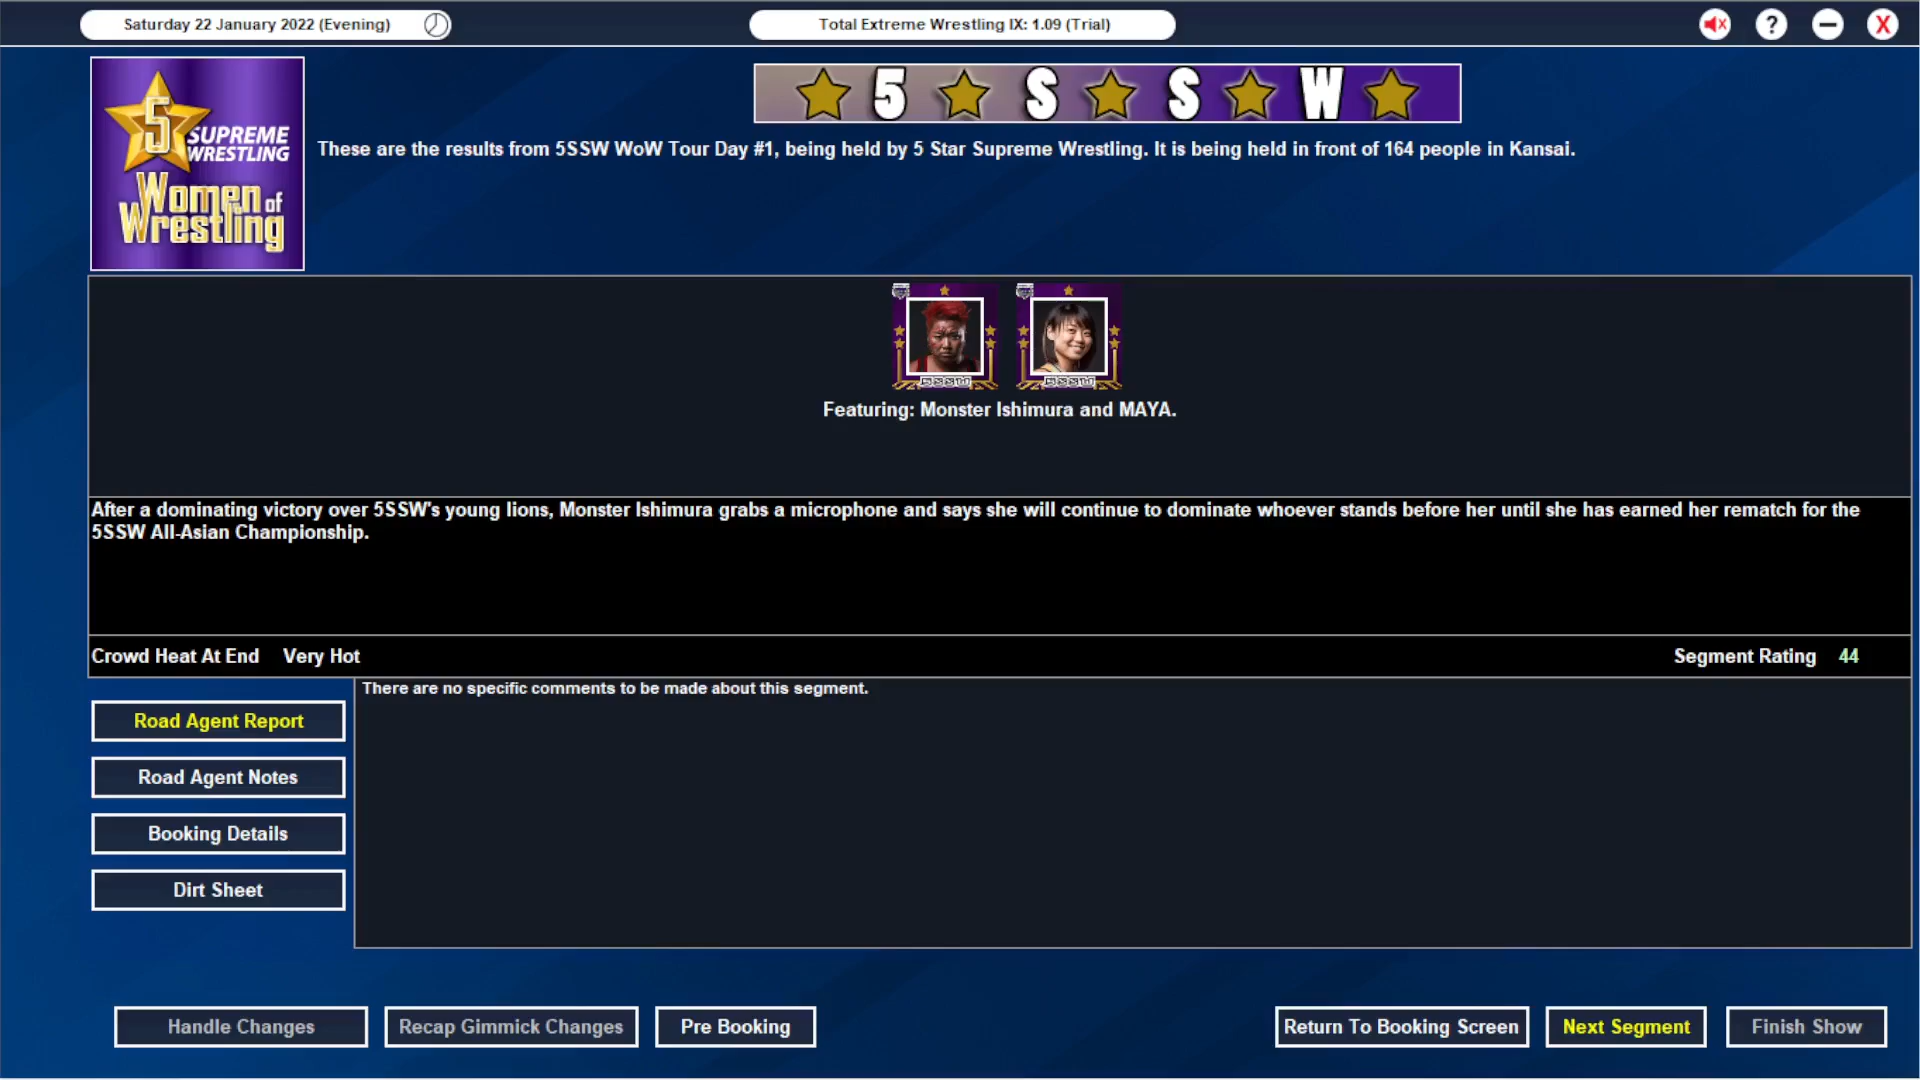 Saturday 22 January 2022 (Evening)
Total Extreme Wrestling IX: 1.09 (Trial)
?
X
5
SUPREME
WRESTLING
Women of
Wrestling
5 S S W
These are the results from 5SSW WoW Tour Day #1, being held by 5 Star Supreme Wrestling. It is being held in front of 164 people in Kansai.
5SSW
5SSW
Featuring: Monster Ishimura and MAYA.
After a dominating victory over 5SSW's young lions, Monster Ishimura grabs a microphone and says she will continue to dominate whoever stands before her until she has earned her rematch for the
5SSW All-Asian Championship.
Crowd Heat At End Very Hot
Segment Rating 44
There are no specific comments to be made about this segment.
Road Agent Report
Road Agent Notes
Booking Details
Dirt Sheet
Handle Changes
Recap Gimmick Changes
Pre Booking
Return To Booking Screen
Next Segment
Finish Show